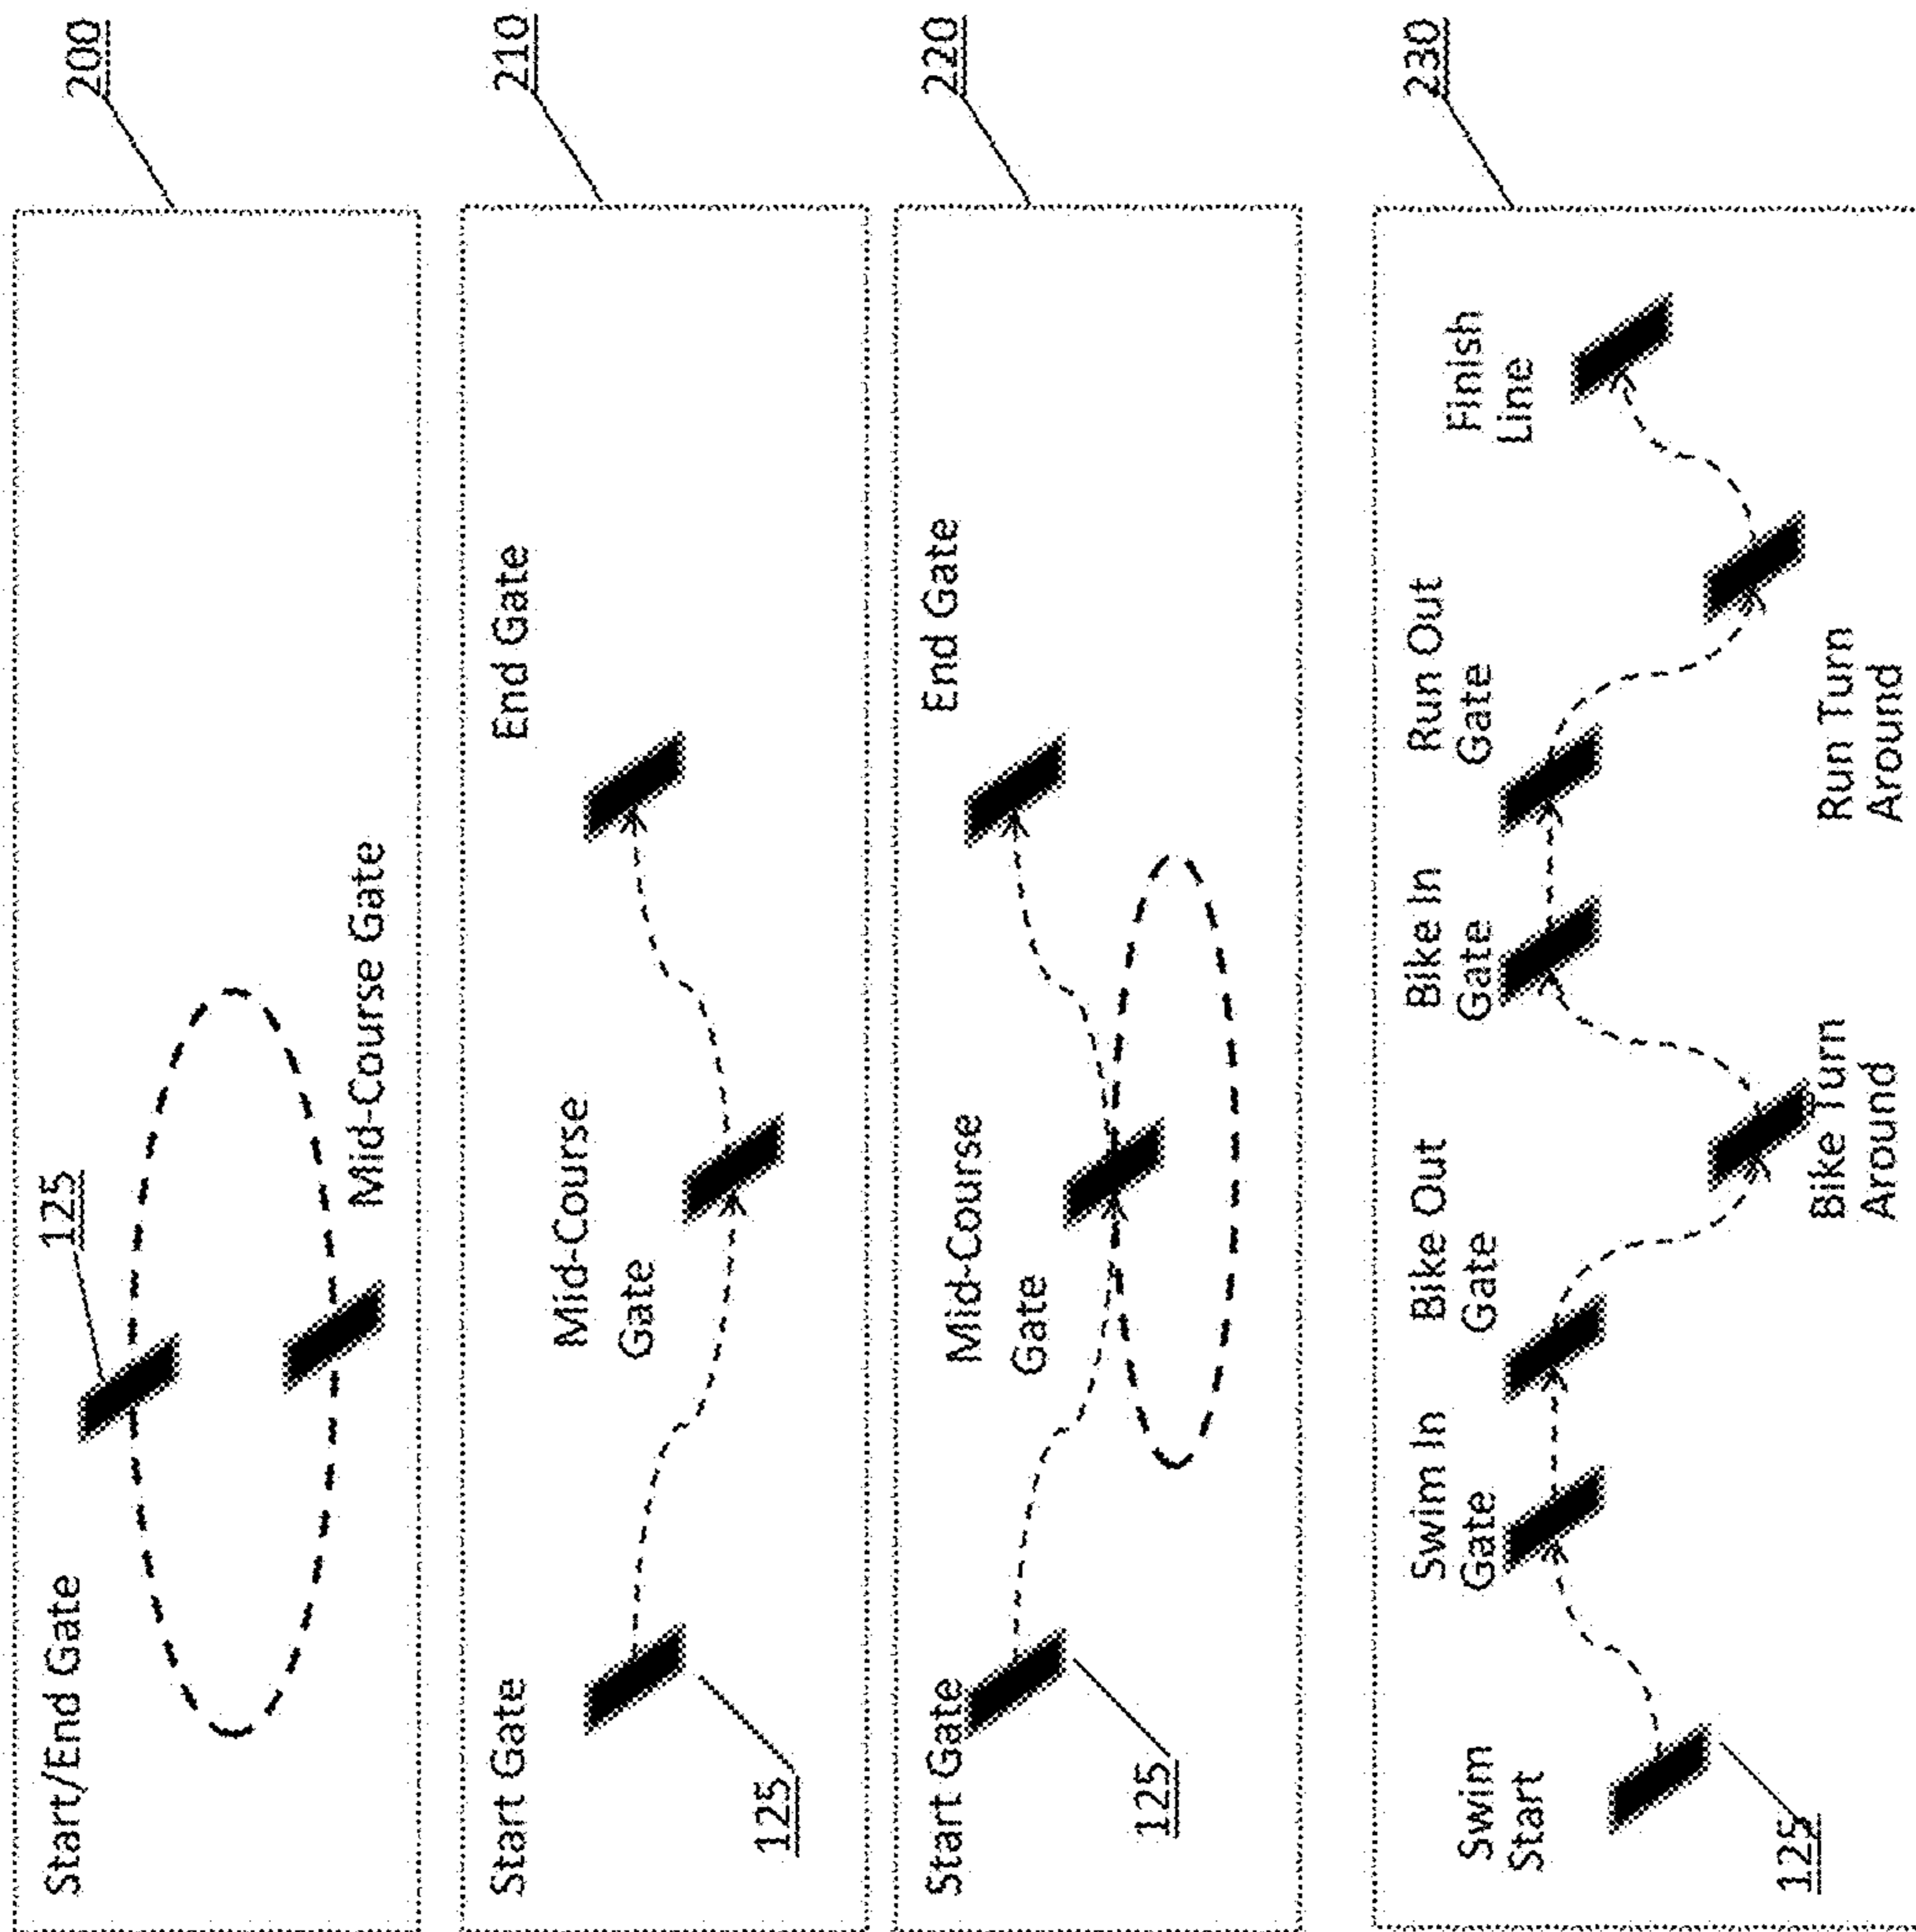 200
Start/End Gate
125
Mid-Course Gate
210
Start Gate
Mid-Course
Gate
End Gate
125
220
Start Gate
Mid-Course
Gate
End Gate
125
230
Swim
Start
Swim In
Gate
Bike Out
Gate
Bike In
Gate
Run Out
Gate
Finish
Line
Bike Turn
Around
Run Turn
Around
125